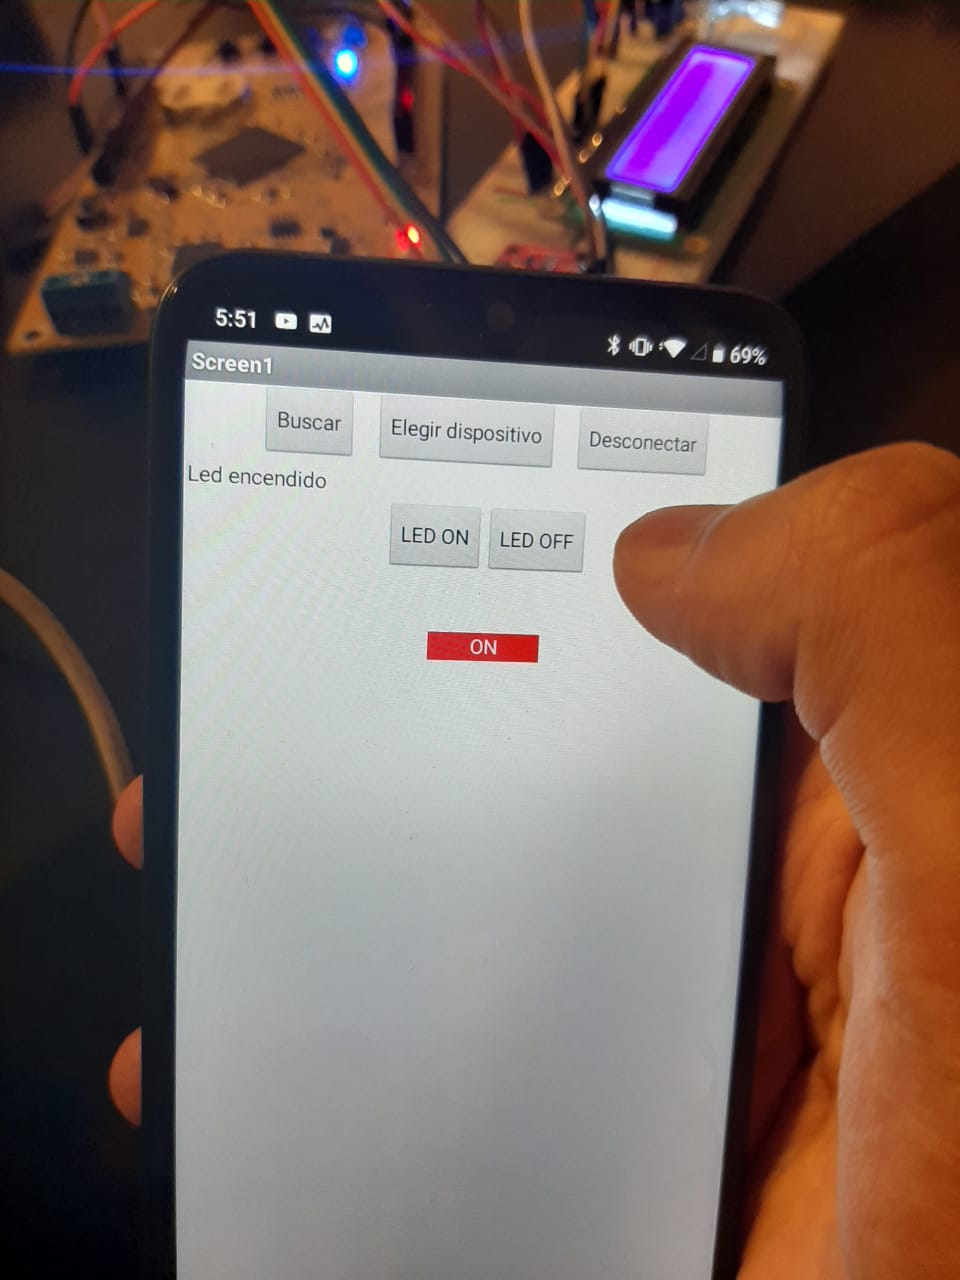 5:51
69%
Screen1
Buscar
Elegir dispositivo
Desconectar
Led encendido
LED ON
LED OFF
ON